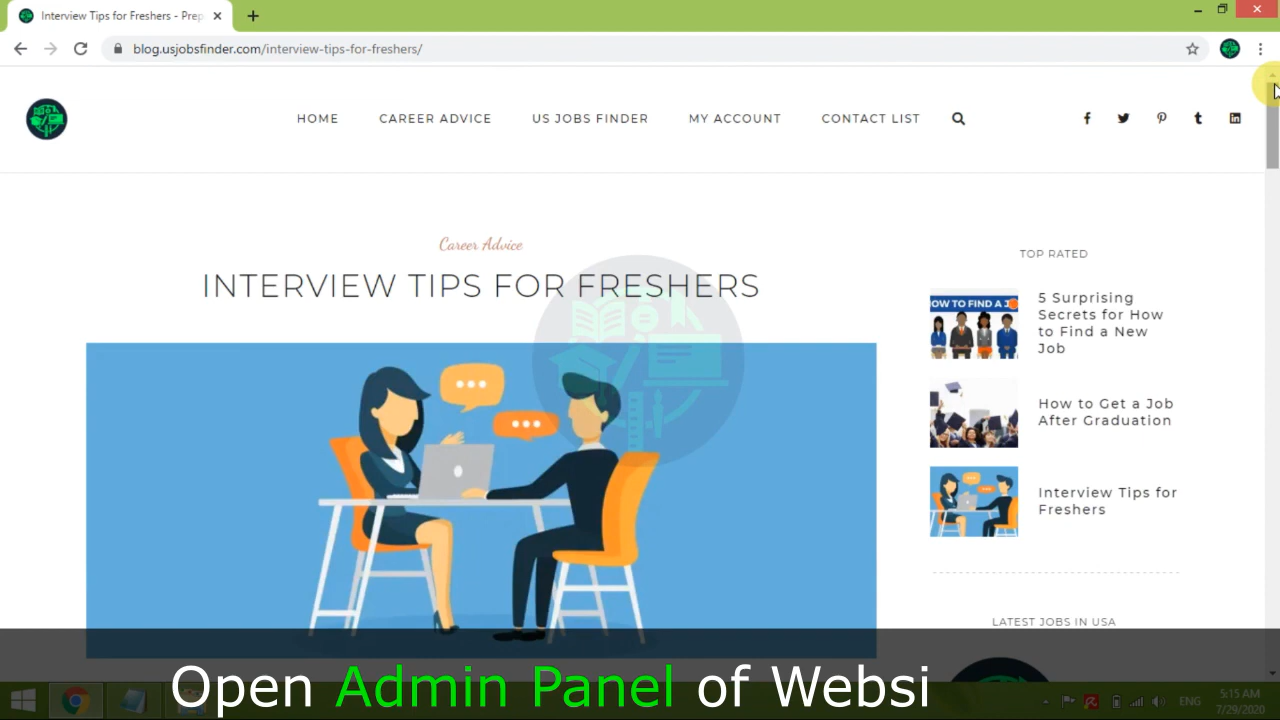 Interview Tips for Freshers - Prep
blog.usjobsfinder.com/interview-tips-for-freshers/
HOME
CAREER ADVICE
US JOBS FINDER
MY ACCOUNT
CONTACT LIST
Career Advice
INTERVIEW TIPS FOR FRESHERS
TOP RATED
OW TO FIND A J
5 Surprising
Secrets for How
to Find a New
Job
How to Get a Job
After Graduation
Interview Tips for
Freshers
LATEST JOBS IN USA
Open Admin Panel of Websi
ENG
5:15 AM
7/29/2020